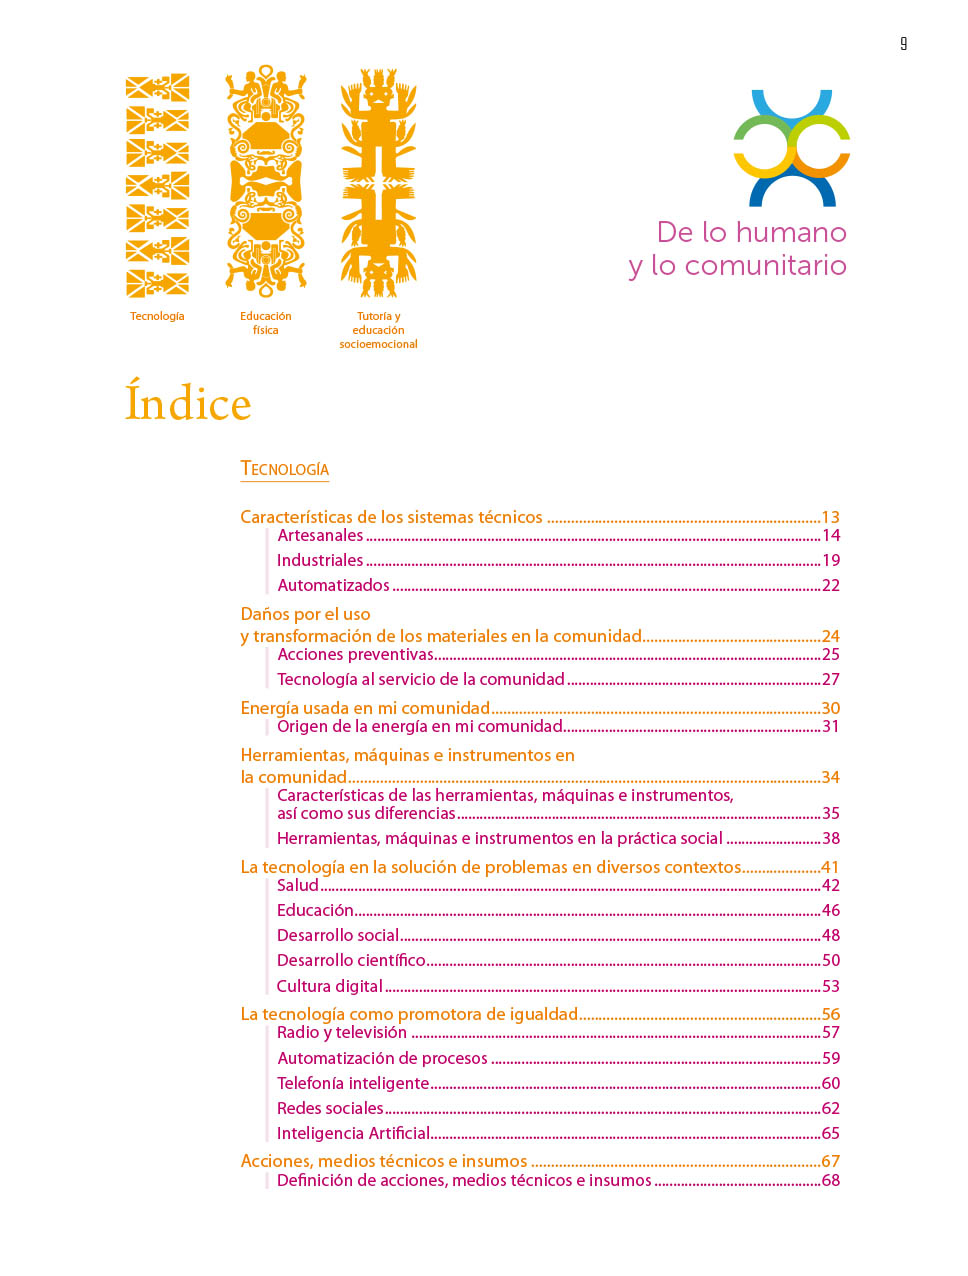 9
Tecnología
Educación
física
Tutoría y
educación
socioemocional
De lo humano
y lo comunitario
Índice
Tecnología
Características de los sistemas técnicos ......................................................................13
Artesanales ........................................................................................................................14
Industriales ........................................................................................................................19
Automatizados .................................................................................................................22
Daños por el uso
y transformación de los materiales en la comunidad.............................................24
Acciones preventivas......................................................................................................25
Tecnología al servicio de la comunidad ...................................................................27
Energía usada en mi comunidad...................................................................................30
Origen de la energía en mi comunidad....................................................................31
Herramientas, máquinas e instrumentos en
la comunidad........................................................................................................................34
Características de las herramientas, máquinas e instrumentos,
así como sus diferencias................................................................................................35
Herramientas, máquinas e instrumentos en la práctica social .........................38
La tecnología en la solución de problemas en diversos contextos....................41
Salud....................................................................................................................................42
Educación...........................................................................................................................46
Desarrollo social...............................................................................................................48
Desarrollo científico........................................................................................................50
Cultura digital ...................................................................................................................53
La tecnología como promotora de igualdad.............................................................56
Radio y televisión ............................................................................................................57
Automatización de procesos .......................................................................................59
Telefonía inteligente.......................................................................................................60
Redes sociales...................................................................................................................62
Inteligencia Artificial.......................................................................................................65
Acciones, medios técnicos e insumos .........................................................................67
Definición de acciones, medios técnicos e insumos ............................................68